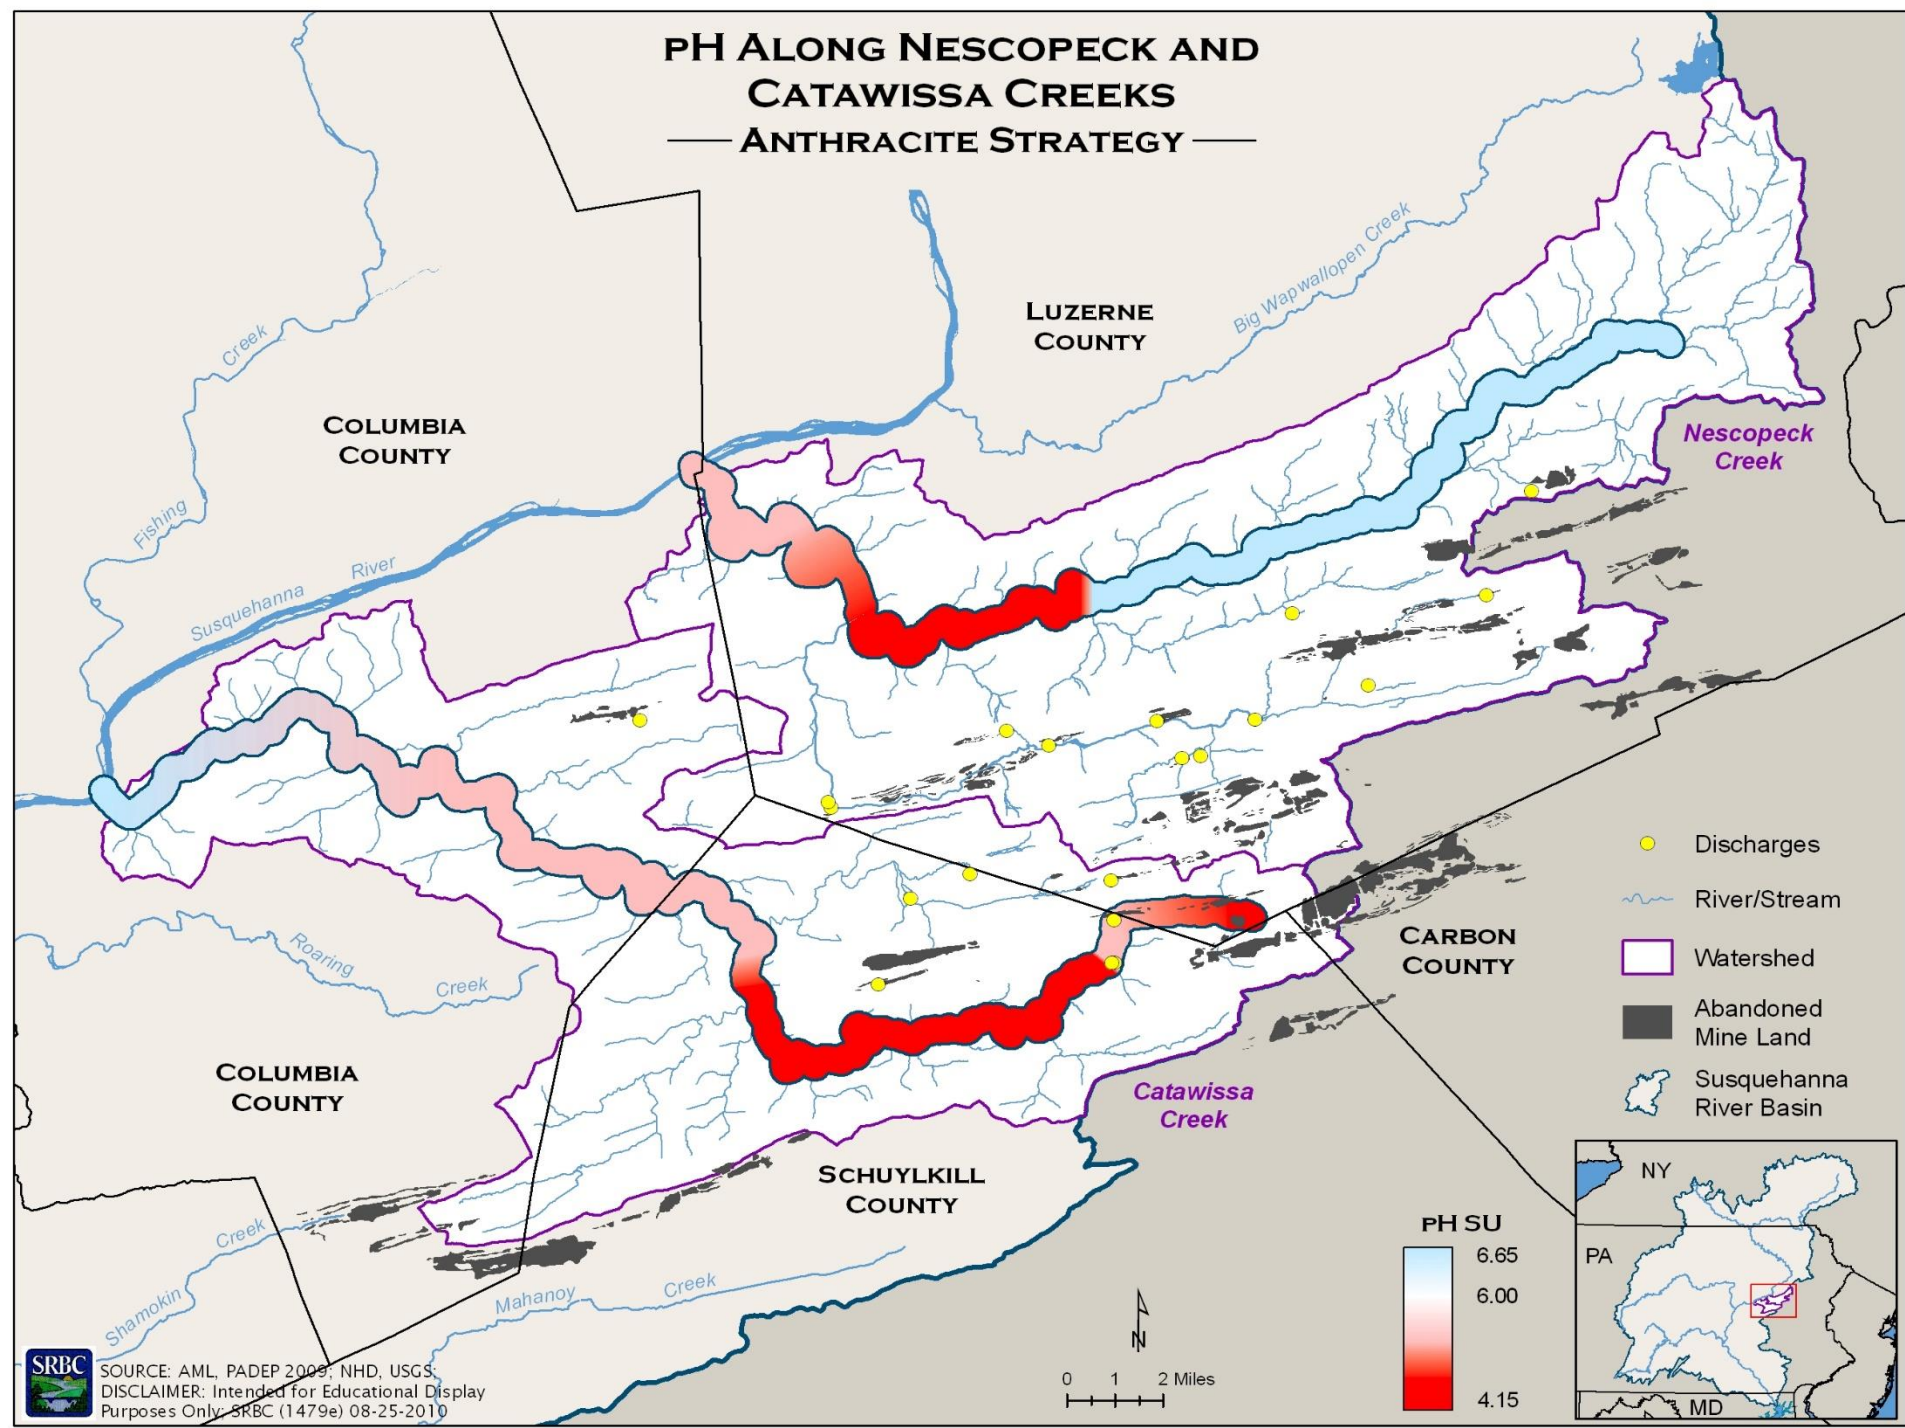 pH Along Nescopeck and
Catawissa Creeks
Anthracite Strategy
Luzerne
County
Big Wapwallopen Creek
Creek
Fishing
Columbia
County
Nescopeck
Creek
Susquehanna
River
Roaring
Creek
Columbia
County
Carbon
County
Catawissa
Creek
Schuylkill
County
Shamokin
Creek
Mahanoy
Creek
Discharges
River/Stream
Watershed
Abandoned
Mine Land
Susquehanna
River Basin
pH SU
6.65
6.00
4.15
NY
PA
MD
N
0 1 2 Miles
SRBC
SOURCE: AML, PADEP 2009; NHD, USGS;
DISCLAIMER: Intended for Educational Display
Purposes Only; SRBC (1479e) 08-25-2010